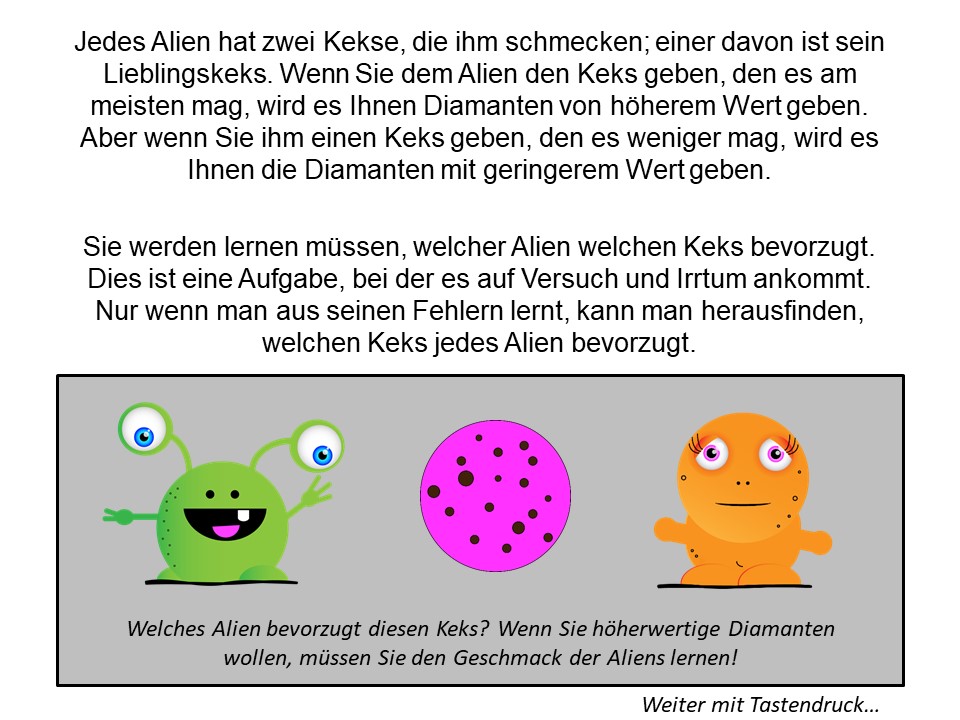 Jedes Alien hat zwei Kekse, die ihm schmecken; einer davon ist sein
Lieblingskeks. Wenn Sie dem Alien den Keks geben, den es am
meisten mag, wird es Ihnen Diamanten von höherem Wert geben.
Aber wenn Sie ihm einen Keks geben, den es weniger mag, wird es
Ihnen die Diamanten mit geringerem Wert geben.
Sie werden lernen müssen, welcher Alien welchen Keks bevorzugt.
Dies ist eine Aufgabe, bei der es auf Versuch und Irrtum ankommt.
Nur wenn man aus seinen Fehlern lernt, kann man herausfinden,
welchen Keks jedes Alien bevorzugt.
Welches Alien bevorzugt diesen Keks? Wenn Sie höherwertige Diamanten
wollen, müssen Sie den Geschmack der Aliens lernen!
Weiter mit Tastendruck…